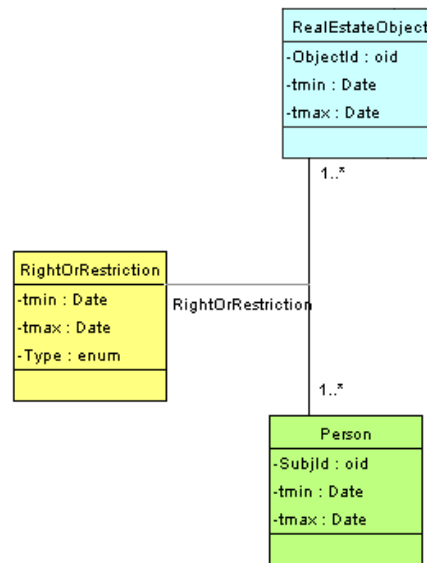 RealEstateObject
-ObjectId : oid
-tmin : Date
-tmax : Date
1..*
RightOrRestriction
-tmin : Date
-tmax : Date
-Type : enum
RightOrRestriction
1..*
Person
-SubjId : oid
-tmin : Date
-tmax : Date